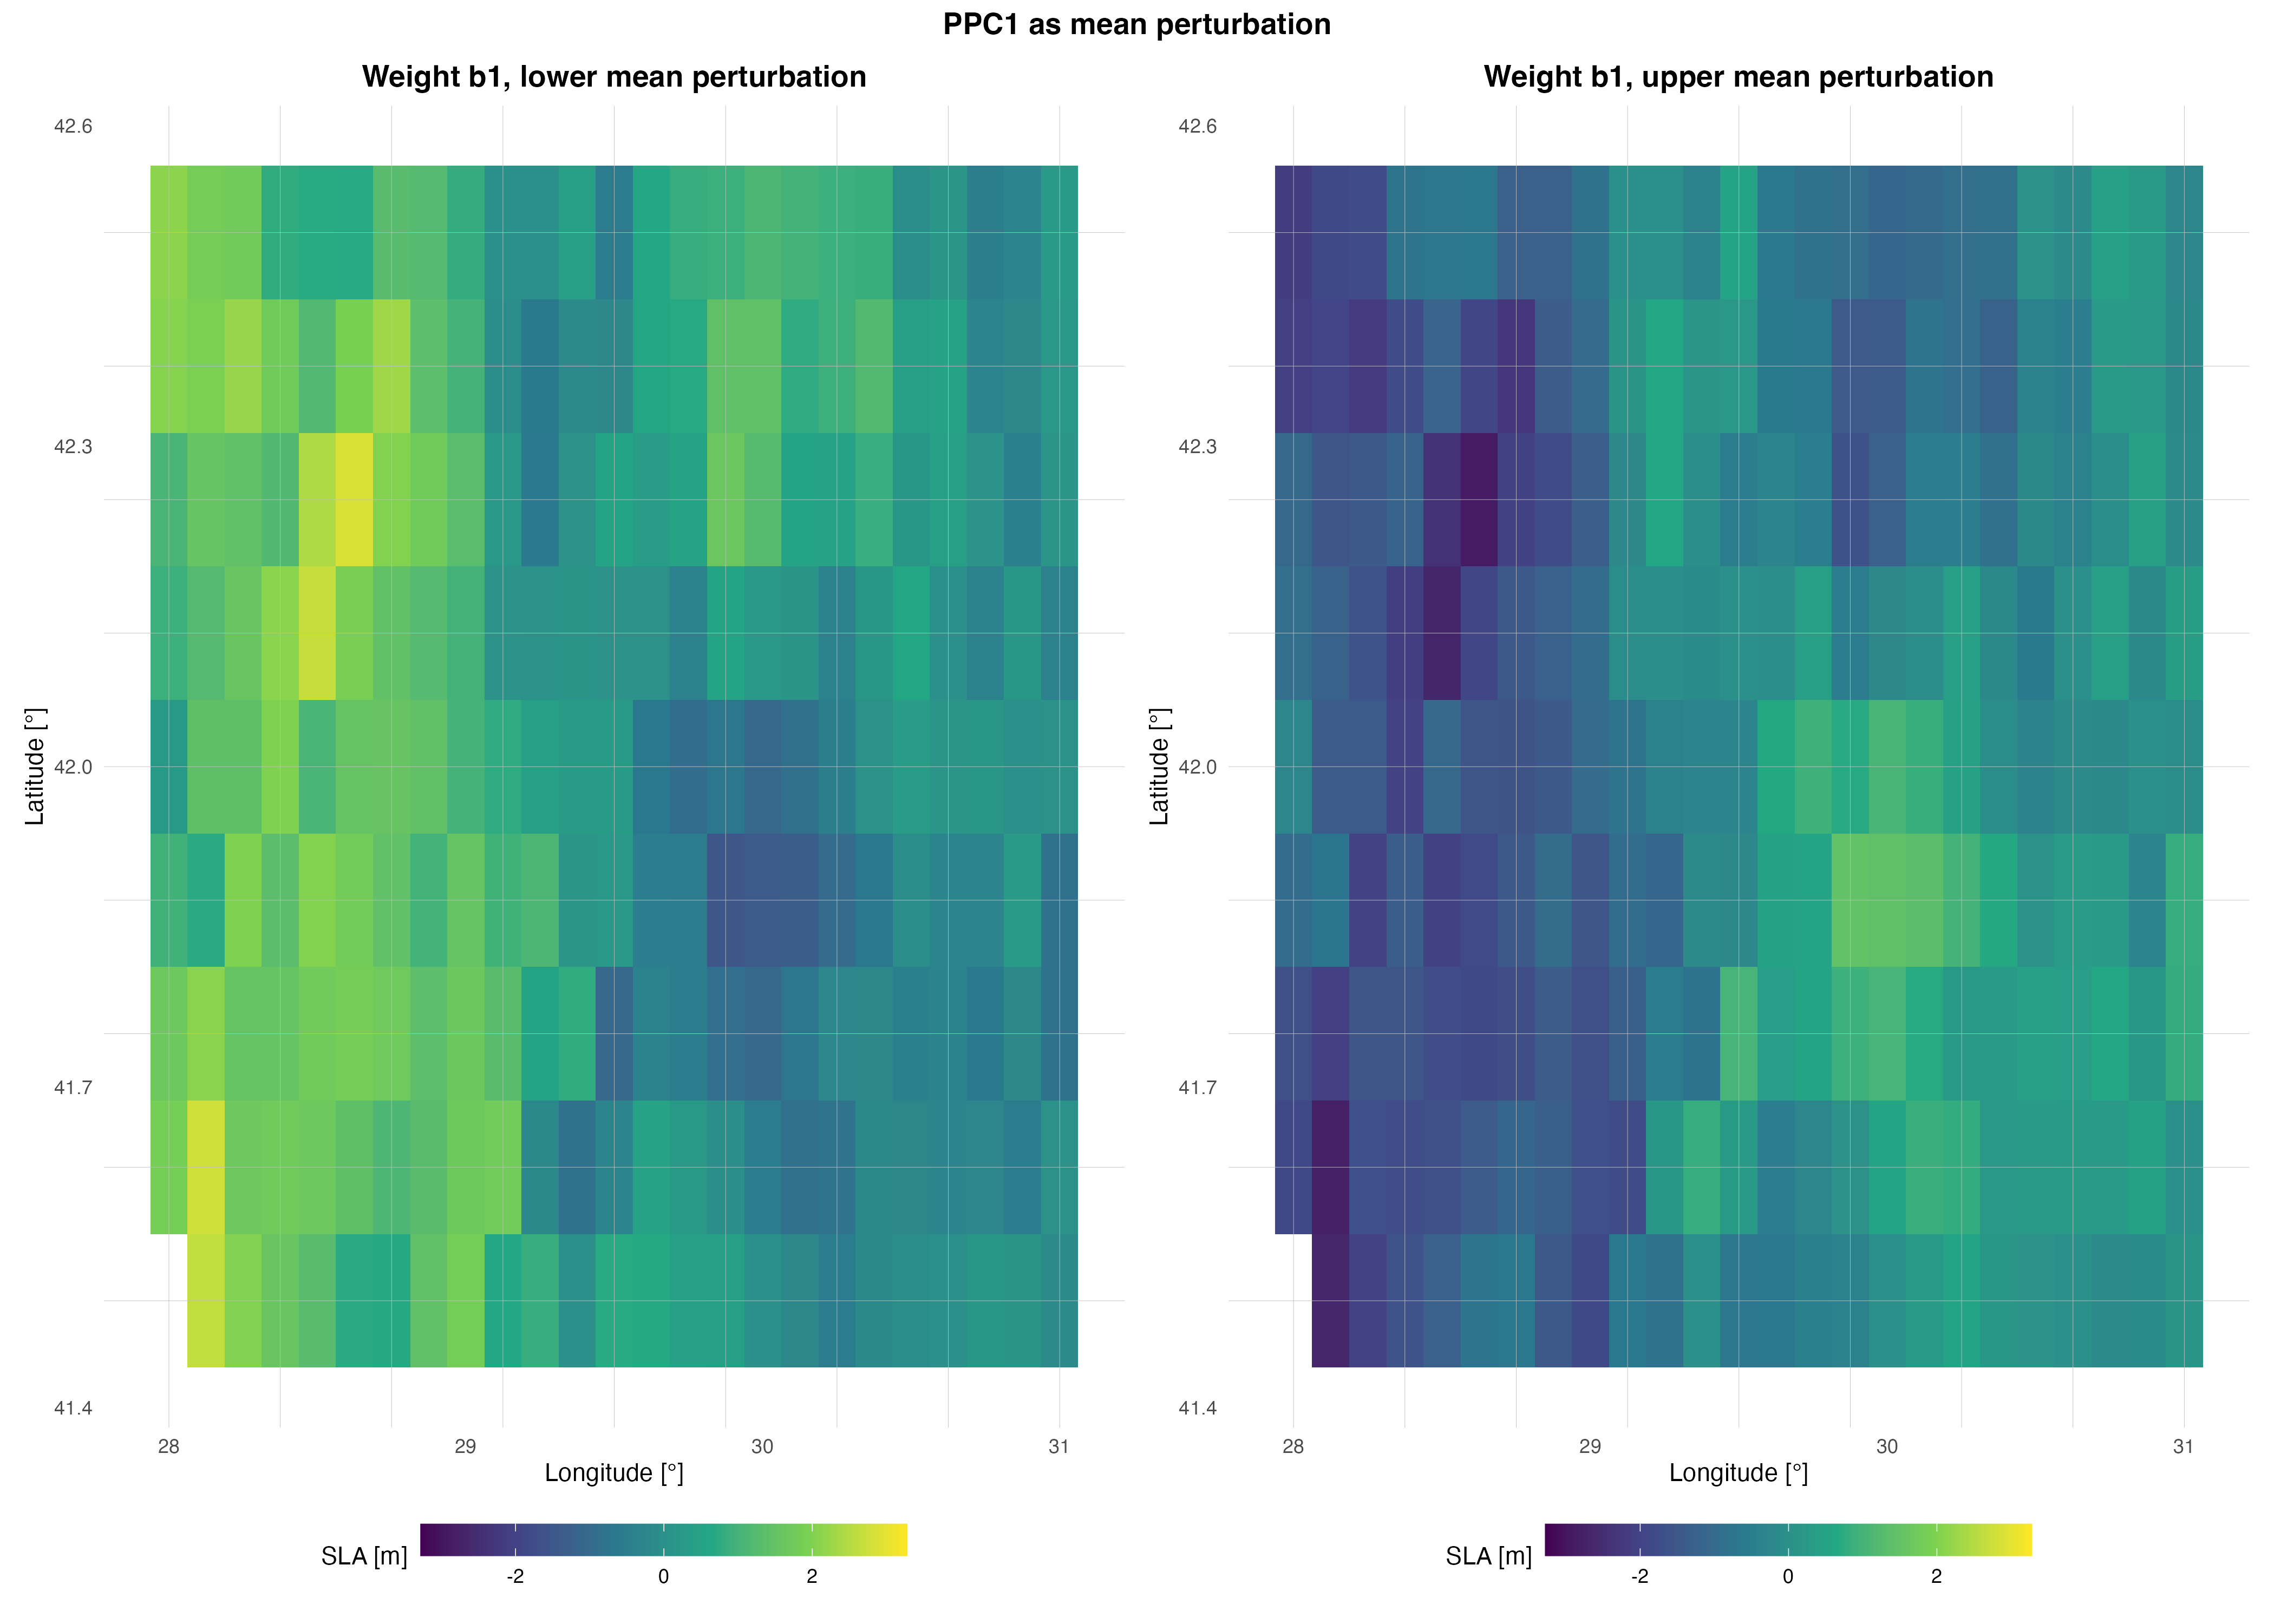 PPC1 as mean perturbation
Weight b1, lower mean perturbation
Weight b1, upper mean perturbation
Latitude [°]
42.6
42.3
42.0
41.7
41.4
28 29 30 31
Longitude [°]
SLA [m]
-2 0 2
Latitude [°]
42.6
42.3
42.0
41.7
41.4
28 29 30 31
Longitude [°]
SLA [m]
-2 0 2